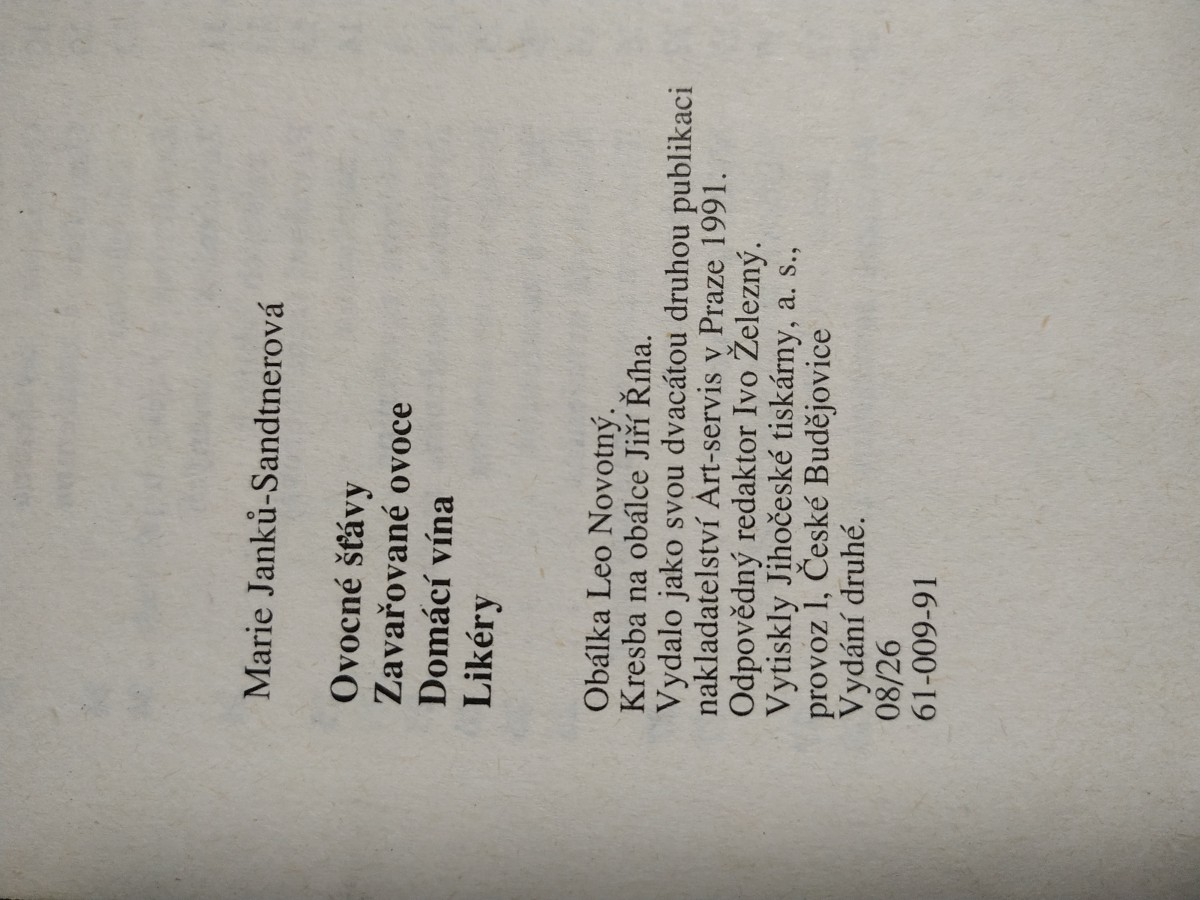 Marie Janků-Sandtnerová
Ovocné šťávy
Zavařované ovoce
Domácí vína
Likéry
Obálka Leo Novotný.
Kresba na obálce Jiří Říha.
Vydalo jako svou dvacátou druhou publikaci
nakladatelství Art-servis v Praze 1991.
Odpovědný redaktor Ivo Železný.
Vytiskly Jihočeské tiskárny, a. s.,
provoz l, České Budějovice
Vydání druhé.
08/26
61-009-91